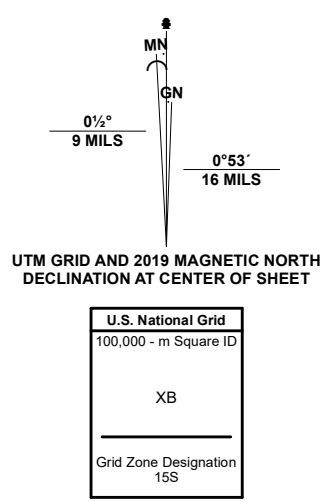 MN
GN
0½°
9 MILS
0°53´
16 MILS
UTM GRID AND 2019 MAGNETIC NORTH
DECLINATION AT CENTER OF SHEET
U.S. National Grid
100,000 - m Square ID
XB
Grid Zone Designation
15S